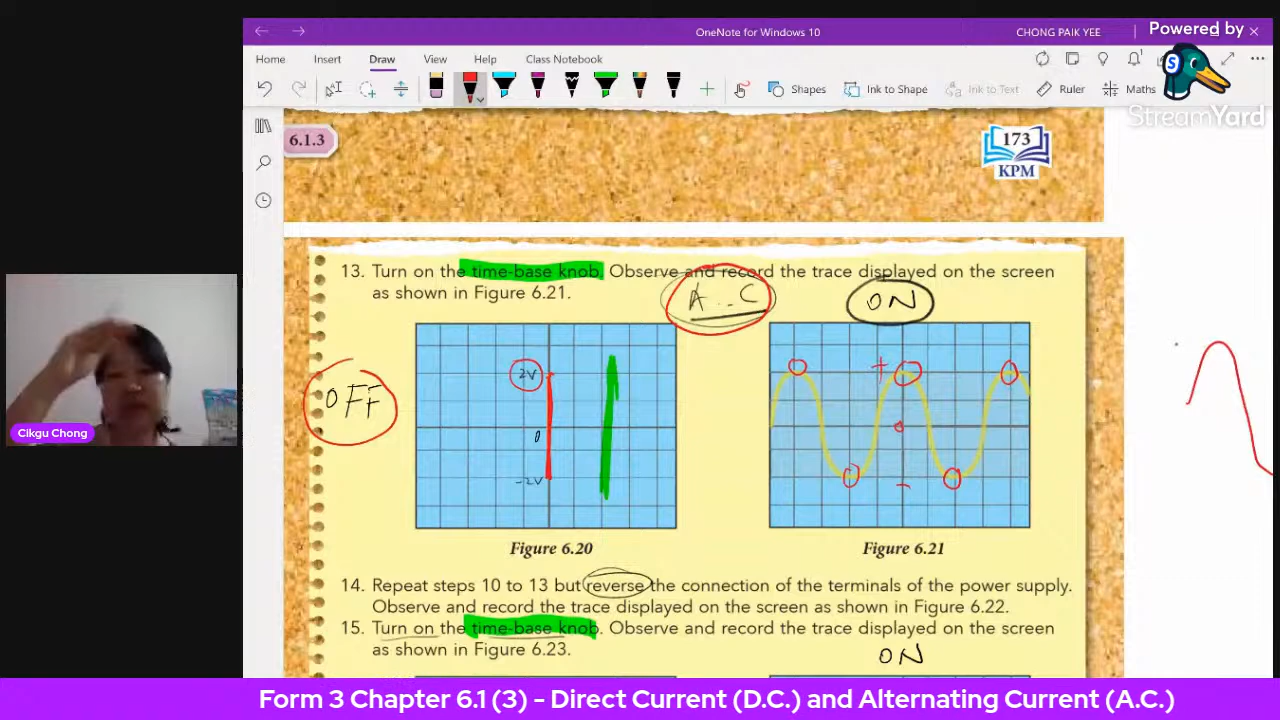 OneNote for Windows 10
CHONG PAIK YEE
Powered by
StreamYard
Home Insert Draw View Help Class Notebook
Shapes Ink to Shape Ink to Text Ruler Maths
6.1.3
173
KPM
13. Turn on the time-base knob. Observe and record the trace displayed on the screen
as shown in Figure 6.21.
A..C
ON
OFF
2V
0
-2V
+
-
Figure 6.20
Figure 6.21
14. Repeat steps 10 to 13 but reverse the connection of the terminals of the power supply.
Observe and record the trace displayed on the screen as shown in Figure 6.22.
15. Turn on the time-base knob. Observe and record the trace displayed on the screen
as shown in Figure 6.23.
ON
Cikgu Chong
Form 3 Chapter 6.1 (3) - Direct Current (D.C.) and Alternating Current (A.C.)